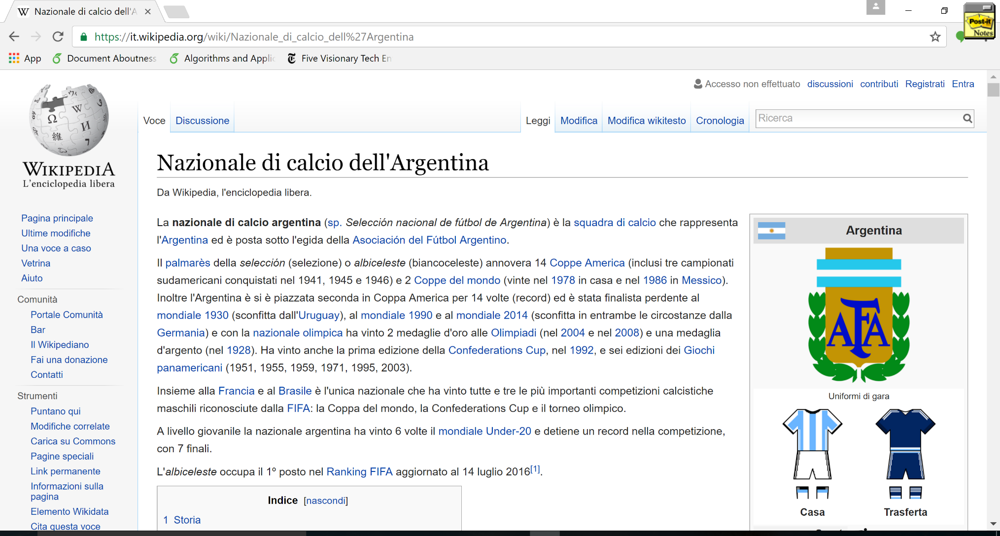 Nazionale di calcio dell'A
https://it.wikipedia.org/wiki/Nazionale_di_calcio_dell%27Argentina
Post-it
Notes
App
Document Aboutness
Algorithms and Applic
Five Visionary Tech En
Accesso non effettuato discussioni contributi Registrati Entra
Voce Discussione Leggi Modifica Modifica wikitesto Cronologia Ricerca
WIKIPEDIA
L'enciclopedia libera
Pagina principale
Ultime modifiche
Una voce a caso
Vetrina
Aiuto
Comunità
Portale Comunità
Bar
Il Wikipediano
Fai una donazione
Contatti
Strumenti
Puntano qui
Modifiche correlate
Carica su Commons
Pagine speciali
Link permanente
Informazioni sulla
pagina
Elemento Wikidata
Cita questa voce
Nazionale di calcio dell'Argentina
Da Wikipedia, l'enciclopedia libera.
La nazionale di calcio argentina (sp. Selección nacional de fútbol de Argentina) è la squadra di calcio che rappresenta
l'Argentina ed è posta sotto l'egida della Asociación del Fútbol Argentino.
Il palmarès della selección (selezione) o albiceleste (biancoceleste) annovera 14 Coppe America (inclusi tre campionati
sudamericani conquistati nel 1941, 1945 e 1946) e 2 Coppe del mondo (vinte nel 1978 in casa e nel 1986 in Messico).
Inoltre l'Argentina è si è piazzata seconda in Coppa America per 14 volte (record) ed è stata finalista perdente al
mondiale 1930 (sconfitta dall'Uruguay), al mondiale 1990 e al mondiale 2014 (sconfitta in entrambe le circostanze dalla
Germania) e con la nazionale olimpica ha vinto 2 medaglie d'oro alle Olimpiadi (nel 2004 e nel 2008) e una medaglia
d'argento (nel 1928). Ha vinto anche la prima edizione della Confederations Cup, nel 1992, e sei edizioni dei Giochi
panamericani (1951, 1955, 1959, 1971, 1995, 2003).
Insieme alla Francia e al Brasile è l'unica nazionale che ha vinto tutte e tre le più importanti competizioni calcistiche
maschili riconosciute dalla FIFA: la Coppa del mondo, la Confederations Cup e il torneo olimpico.
A livello giovanile la nazionale argentina ha vinto 6 volte il mondiale Under-20 e detiene un record nella competizione,
con 7 finali.
L'albiceleste occupa il 1º posto nel Ranking FIFA aggiornato al 14 luglio 2016[1].
Indice [nascondi]
1 Storia
Argentina
AFA
Uniformi di gara
Casa
Trasferta